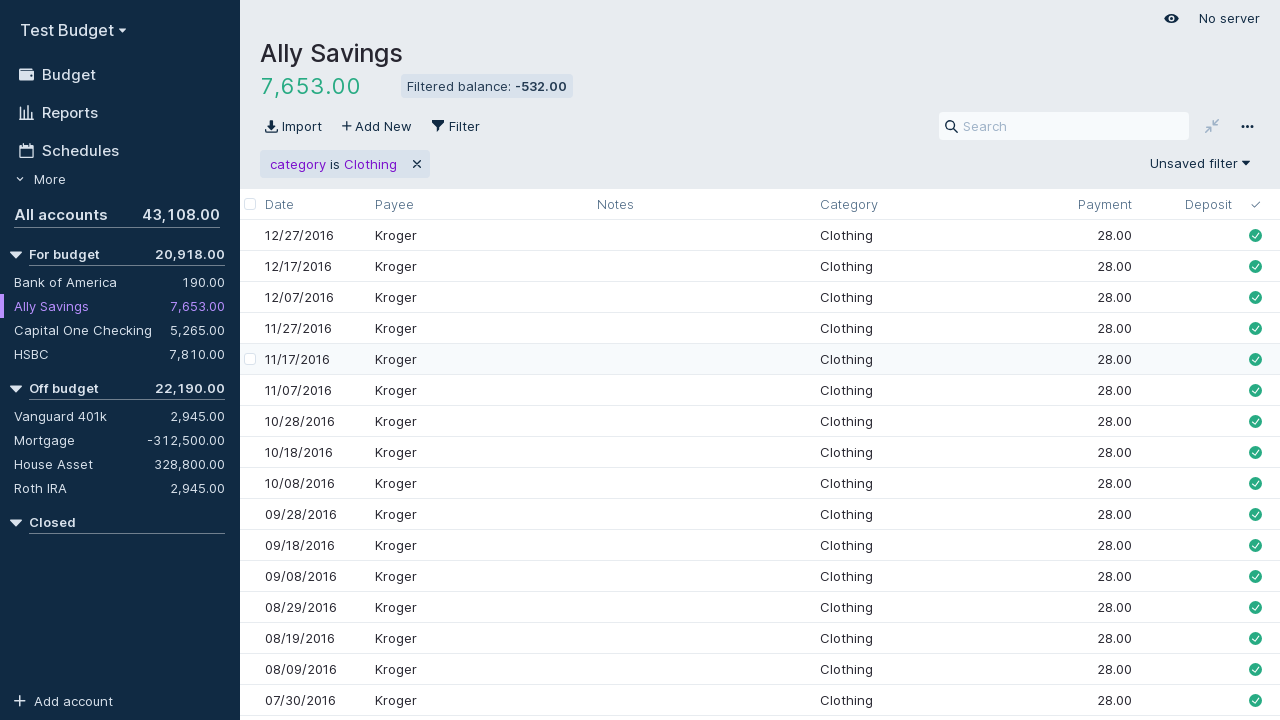 Test Budget
Budget
Reports
Schedules
More
All accounts 43,108.00
For budget 20,918.00
Bank of America 190.00
Ally Savings 7,653.00
Capital One Checking 5,265.00
HSBC 7,810.00
Off budget 22,190.00
Vanguard 401k 2,945.00
Mortgage -312,500.00
House Asset 328,800.00
Roth IRA 2,945.00
Closed
Add account
No server
Ally Savings
7,653.00 Filtered balance: -532.00
Import Add New Filter Search
category is Clothing Unsaved filter
Date Payee Notes Category Payment Deposit
12/27/2016 Kroger Clothing 28.00
12/17/2016 Kroger Clothing 28.00
12/07/2016 Kroger Clothing 28.00
11/27/2016 Kroger Clothing 28.00
11/17/2016 Kroger Clothing 28.00
11/07/2016 Kroger Clothing 28.00
10/28/2016 Kroger Clothing 28.00
10/18/2016 Kroger Clothing 28.00
10/08/2016 Kroger Clothing 28.00
09/28/2016 Kroger Clothing 28.00
09/18/2016 Kroger Clothing 28.00
09/08/2016 Kroger Clothing 28.00
08/29/2016 Kroger Clothing 28.00
08/19/2016 Kroger Clothing 28.00
08/09/2016 Kroger Clothing 28.00
07/30/2016 Kroger Clothing 28.00